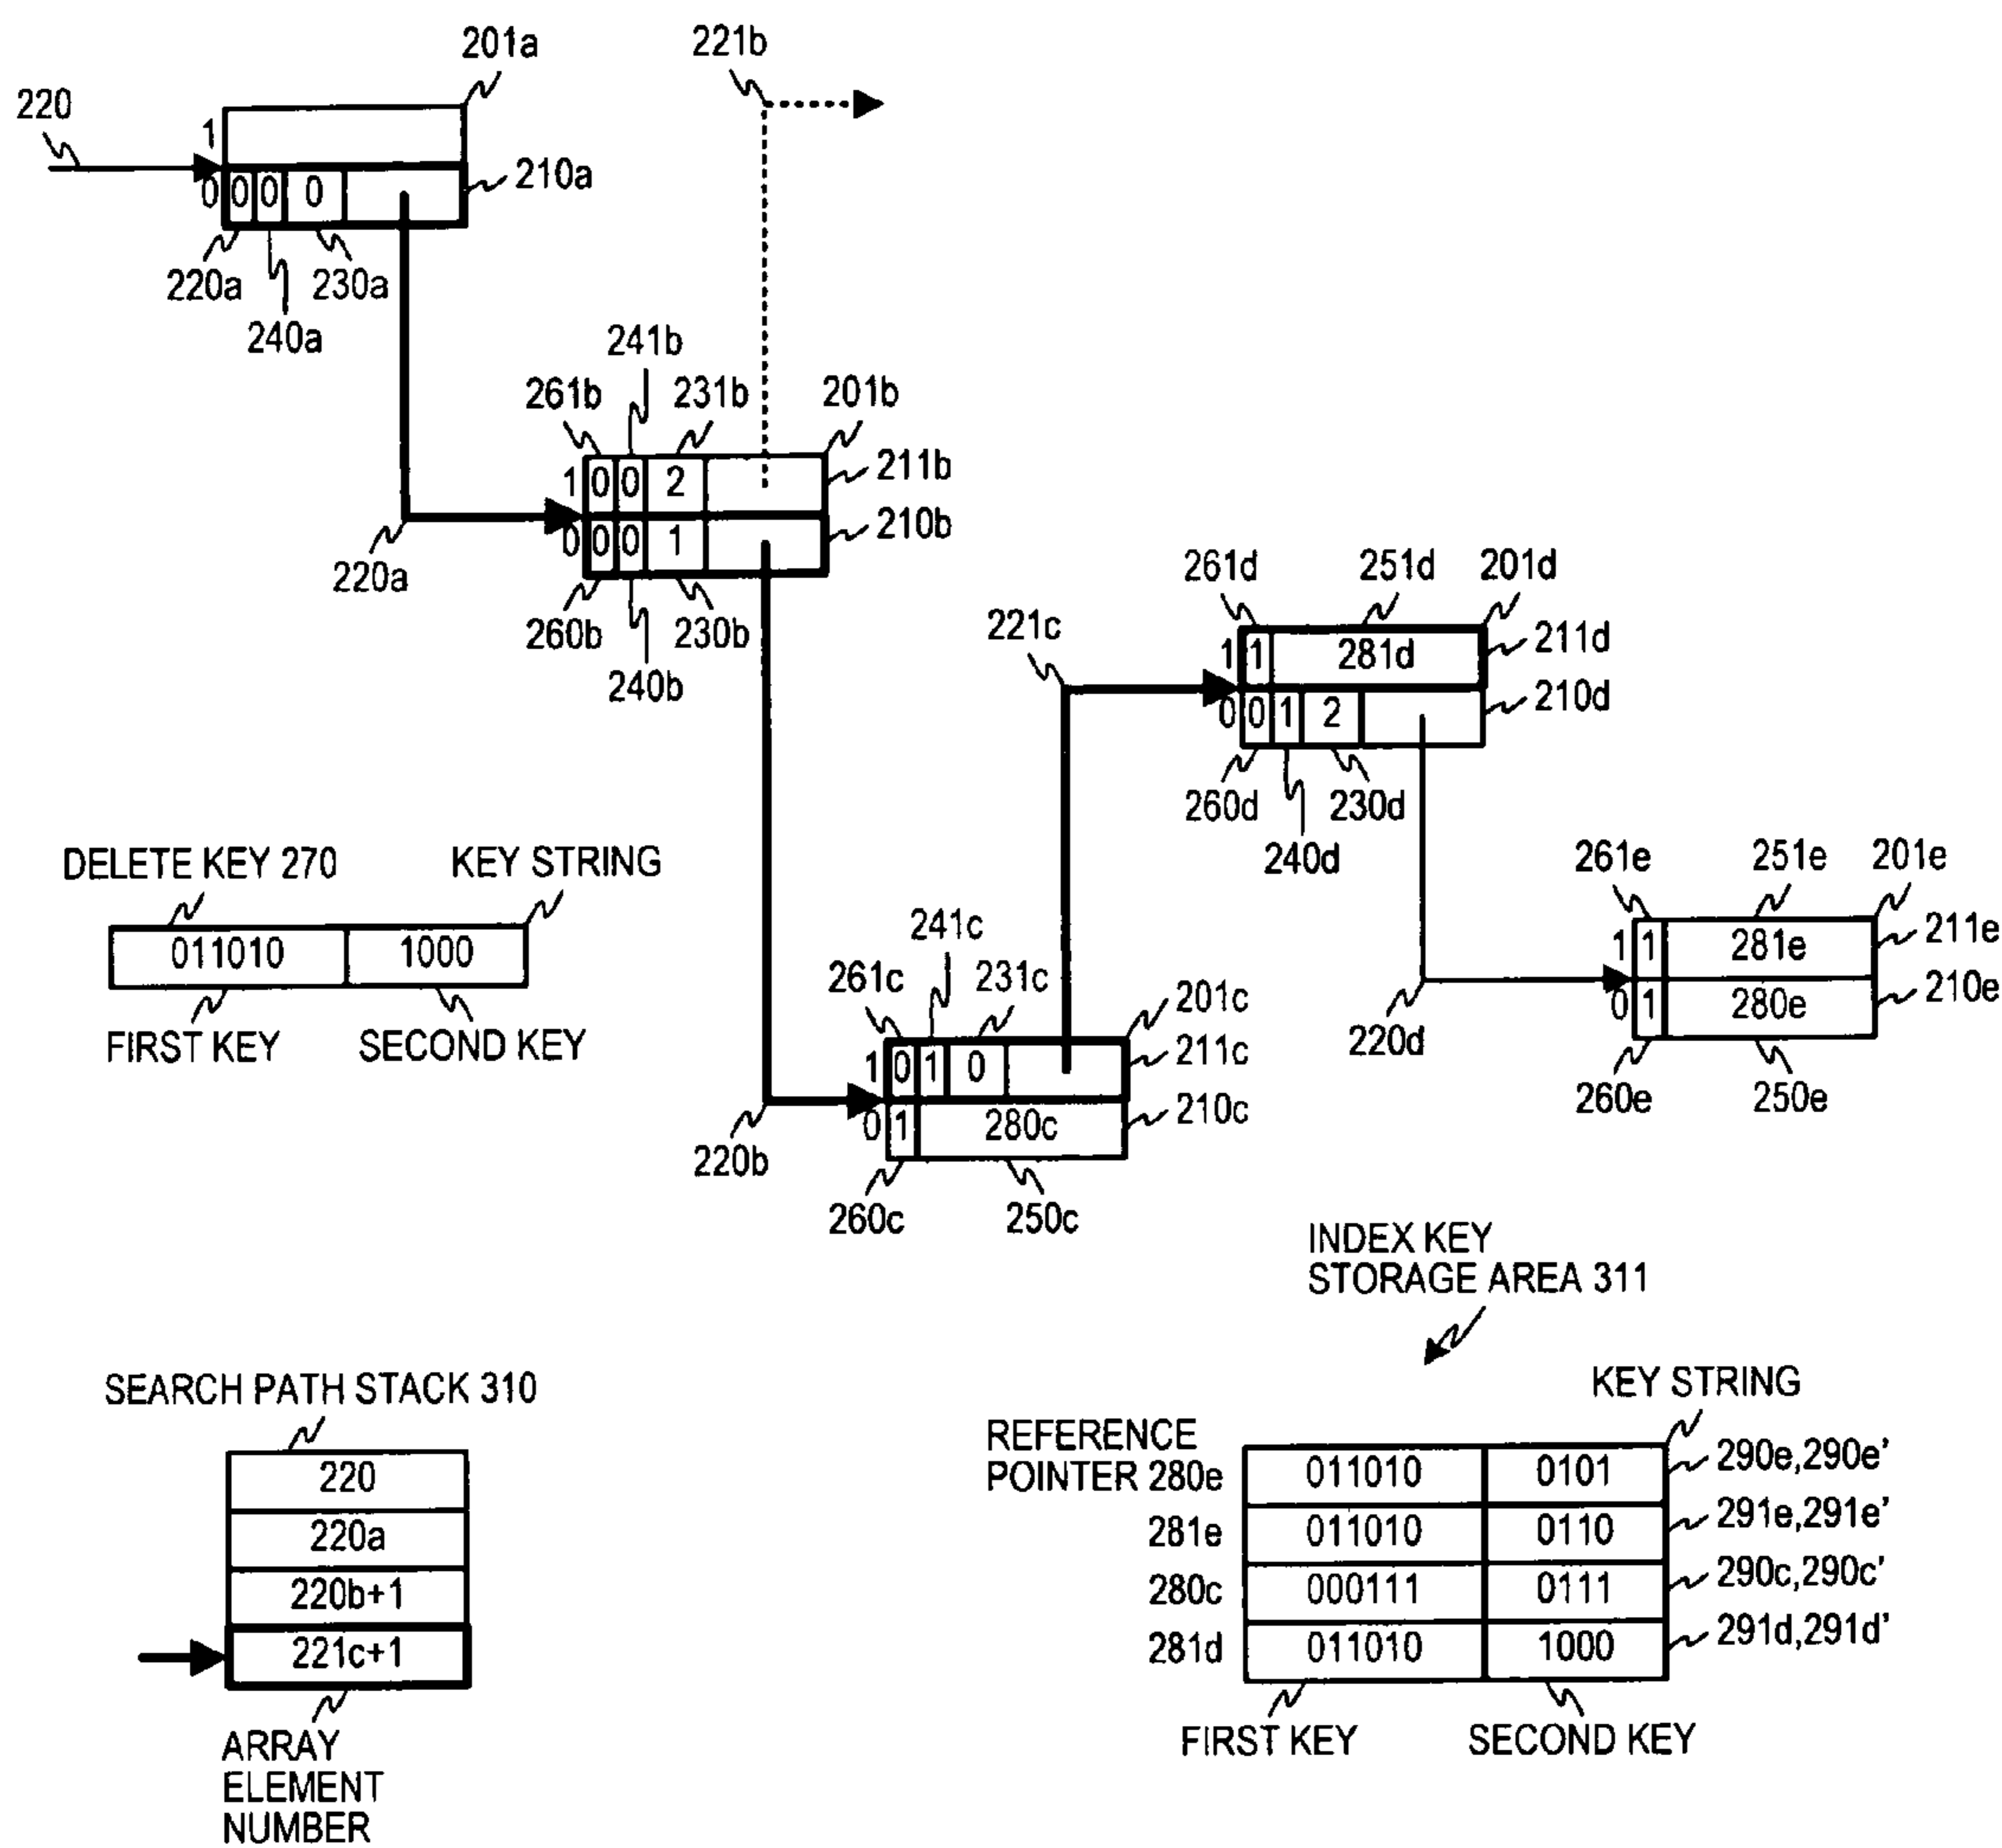 201a
221b
220
1
210a
0 0 0 0
220a
230a
240a
241b
261b
231b
201b
1 0 0 2
211b
0 0 0 1
210b
220a
260b
230b
240b
261d
251d
201d
221c
1 1 281d
211d
0 0 1 2
210d
260d
230d
240d
DELETE KEY 270
KEY STRING
261e
251e
201e
011010
1000
1 1 281e
211e
0 1 280e
210e
FIRST KEY
SECOND KEY
241c
261c
231c
201c
220d
260e
250e
1 0 1 0
211c
0 1 280c
210c
220b
260c
250c
INDEX KEY
STORAGE AREA 311
SEARCH PATH STACK 310
220
220a
220b+1
221c+1
ARRAY
ELEMENT
NUMBER
KEY STRING
REFERENCE
POINTER 280e
011010
0101
290e,290e'
281e
011010
0110
291e,291e'
280c
000111
0111
290c,290c'
281d
011010
1000
291d,291d'
FIRST KEY
SECOND KEY